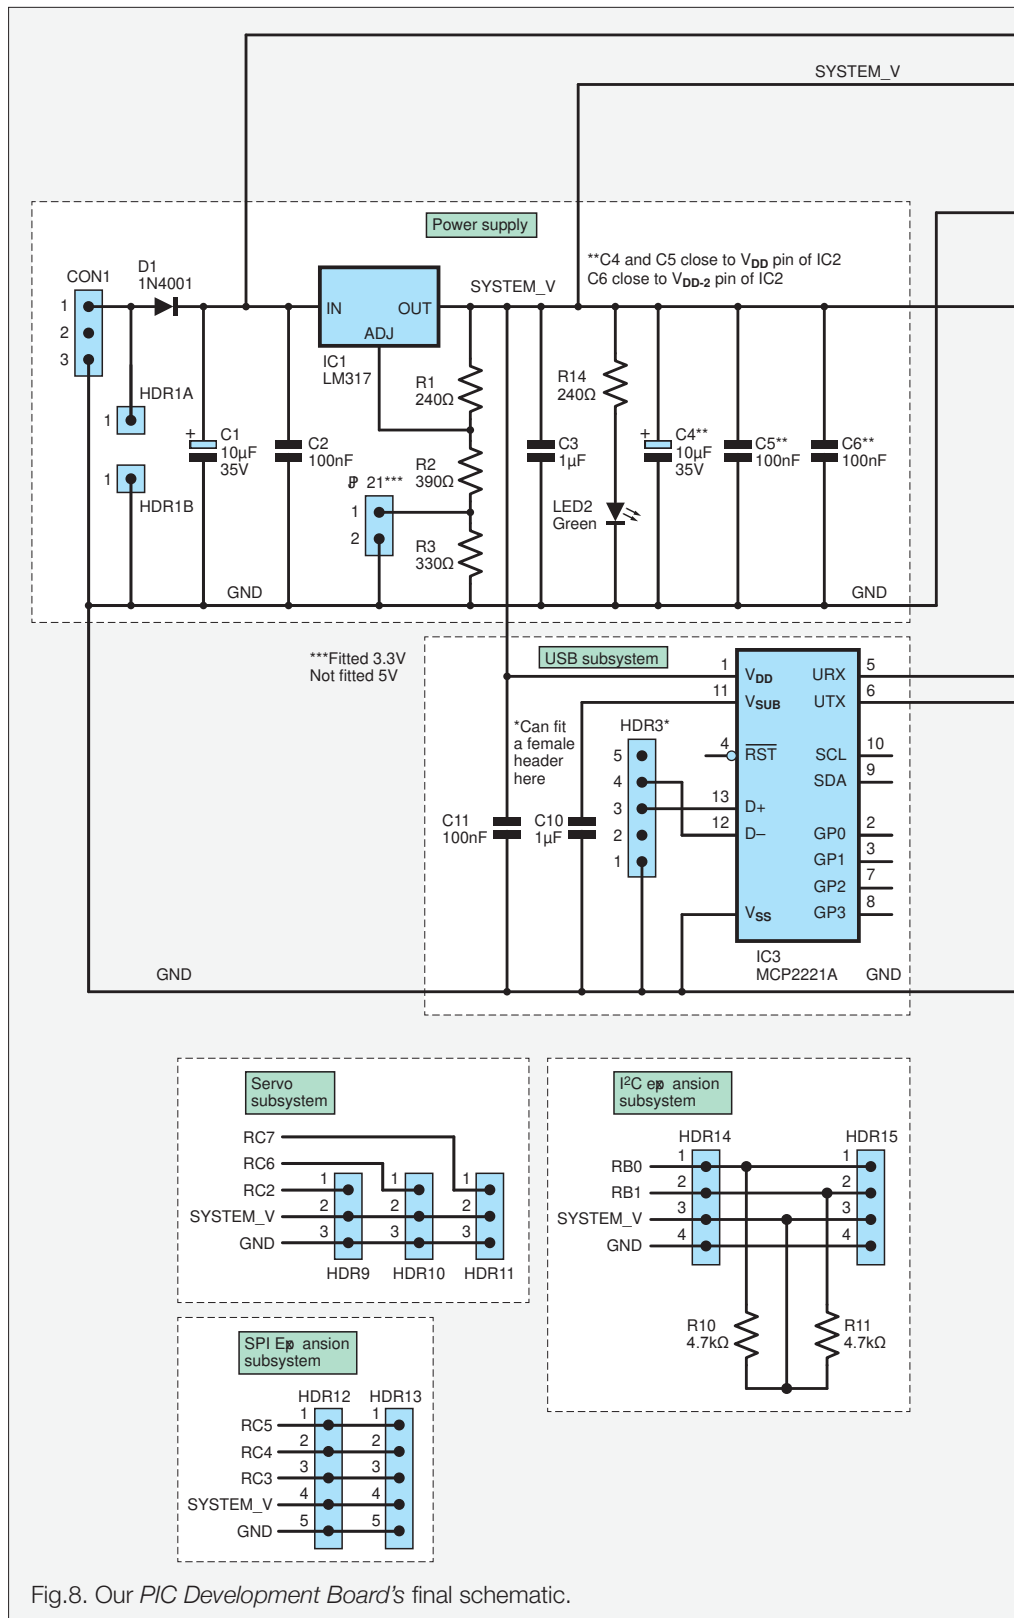 SYSTEM_V
Power supply
**C4 and C5 close to VDD pin of IC2
C6 close to VDD-2 pin of IC2
CON1
D1
1N4001
SYSTEM_V
1
2
3
IN
OUT
ADJ
IC1
LM317
HDR1A
1
HDR1B
1
+
C1
10µF
35V
C2
100nF
R1
240Ω
R2
390Ω
R3
330Ω
JP21***
1
2
C3
1µF
R14
240Ω
LED2
Green
+
C4**
10µF
35V
C5**
100nF
C6**
100nF
GND
GND
***Fitted 3.3V
Not fitted 5V
USB subsystem
*Can fit
a female
header
here
HDR3*
5
4
3
2
1
C11
100nF
C10
1µF
1
11
4
13
12
VDD
VSUB
RST
D+
D–
VSS
URX
UTX
SCL
SDA
GP0
GP1
GP2
GP3
5
6
10
9
2
3
7
8
IC3
MCP2221A
GND
GND
Servo
subsystem
RC7
RC6
RC2
SYSTEM_V
GND
1
2
3
1
2
3
1
2
3
HDR9
HDR10
HDR11
I²C expansion
subsystem
HDR14
HDR15
RB0
RB1
SYSTEM_V
GND
1
2
3
4
1
2
3
4
R10
4.7kΩ
R11
4.7kΩ
SPI Expansion
subsystem
HDR12
HDR13
RC5
RC4
RC3
SYSTEM_V
GND
1
2
3
4
5
1
2
3
4
5
Fig.8. Our PIC Development Board's final schematic.